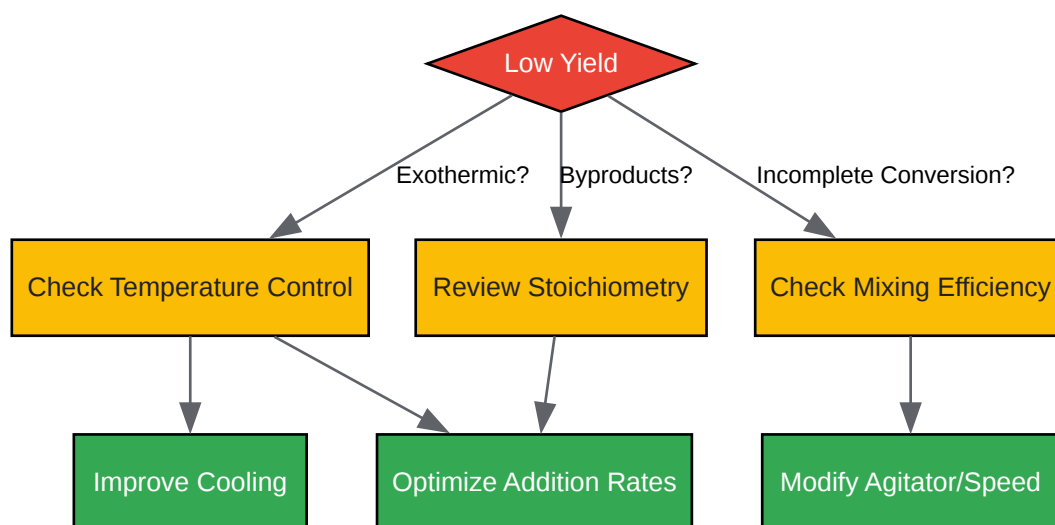 Low Yield
Exothermic?
Byproducts?
Incomplete Conversion?
Check Temperature Control
Review Stoichiometry
Check Mixing Efficiency
Improve Cooling
Optimize Addition Rates
Modify Agitator/Speed